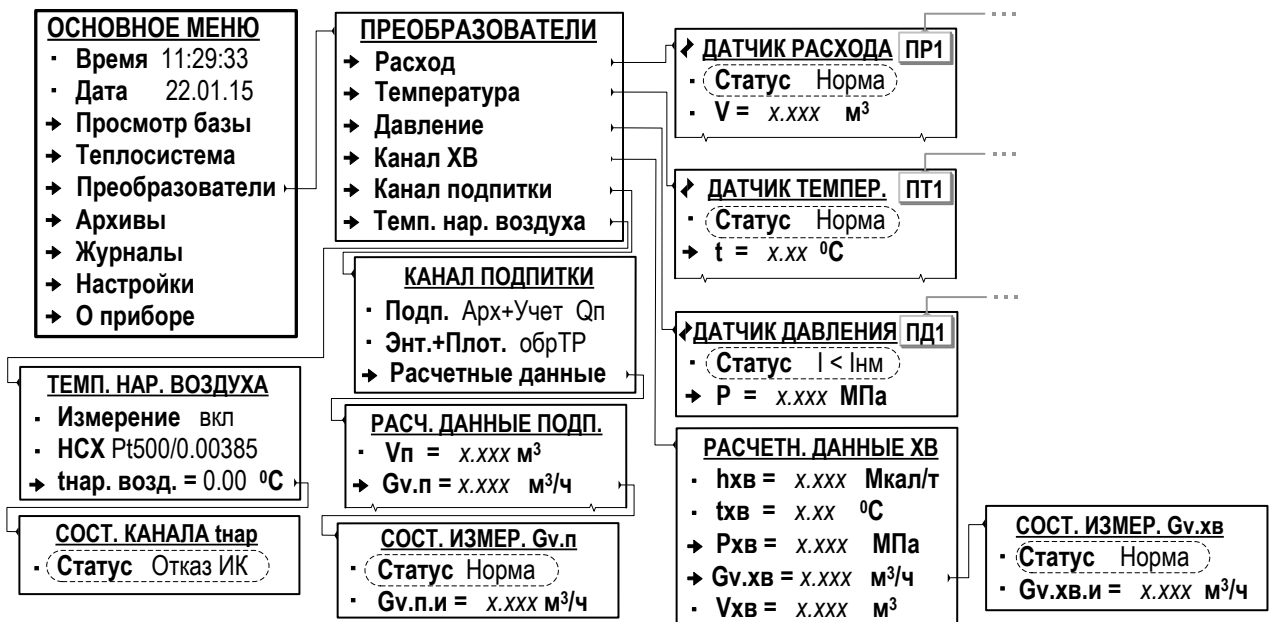 ОСНОВНОЕ МЕНЮ
Время 11:29:33
Дата 22.01.15
Просмотр базы
Теплосистема
Преобразователи
Архивы
Журналы
Настройки
О приборе
ПРЕОБРАЗОВАТЕЛИ
Расход
Температура
Давление
Канал ХВ
Канал подпитки
Темп. нар. воздуха
ДАТЧИК РАСХОДА ПР1
Статус Норма
V = x.xxx м³
ДАТЧИК ТЕМПЕР. ПТ1
Статус Норма
t = x.xx ⁰C
ДАТЧИК ДАВЛЕНИЯ ПД1
Статус I < Iнм
P = x.xxx МПа
КАНАЛ ПОДПИТКИ
Подп. Арх+Учет Qп
Энт.+Плот. обрТР
Расчетные данные
ТЕМП. НАР. ВОЗДУХА
Измерение вкл
НСХ Pt500/0.00385
tнар. возд. = 0.00 ⁰C
СОСТ. КАНАЛА tнар
Статус Отказ ИК
РАСЧ. ДАННЫЕ ПОДП.
Vп = x.xxx м³
Gv.п = x.xxx м³/ч
СОСТ. ИЗМЕР. Gv.п
Статус Норма
Gv.п.и = x.xxx м³/ч
РАСЧЕТН. ДАННЫЕ ХВ
hхв = x.xxx Мкал/т
tхв = x.xx ⁰C
Pхв = x.xxx МПа
Gv.хв = x.xxx м³/ч
Vхв = x.xxx м³
СОСТ. ИЗМЕР. Gv.хв
Статус Норма
Gv.хв.и = x.xxx м³/ч